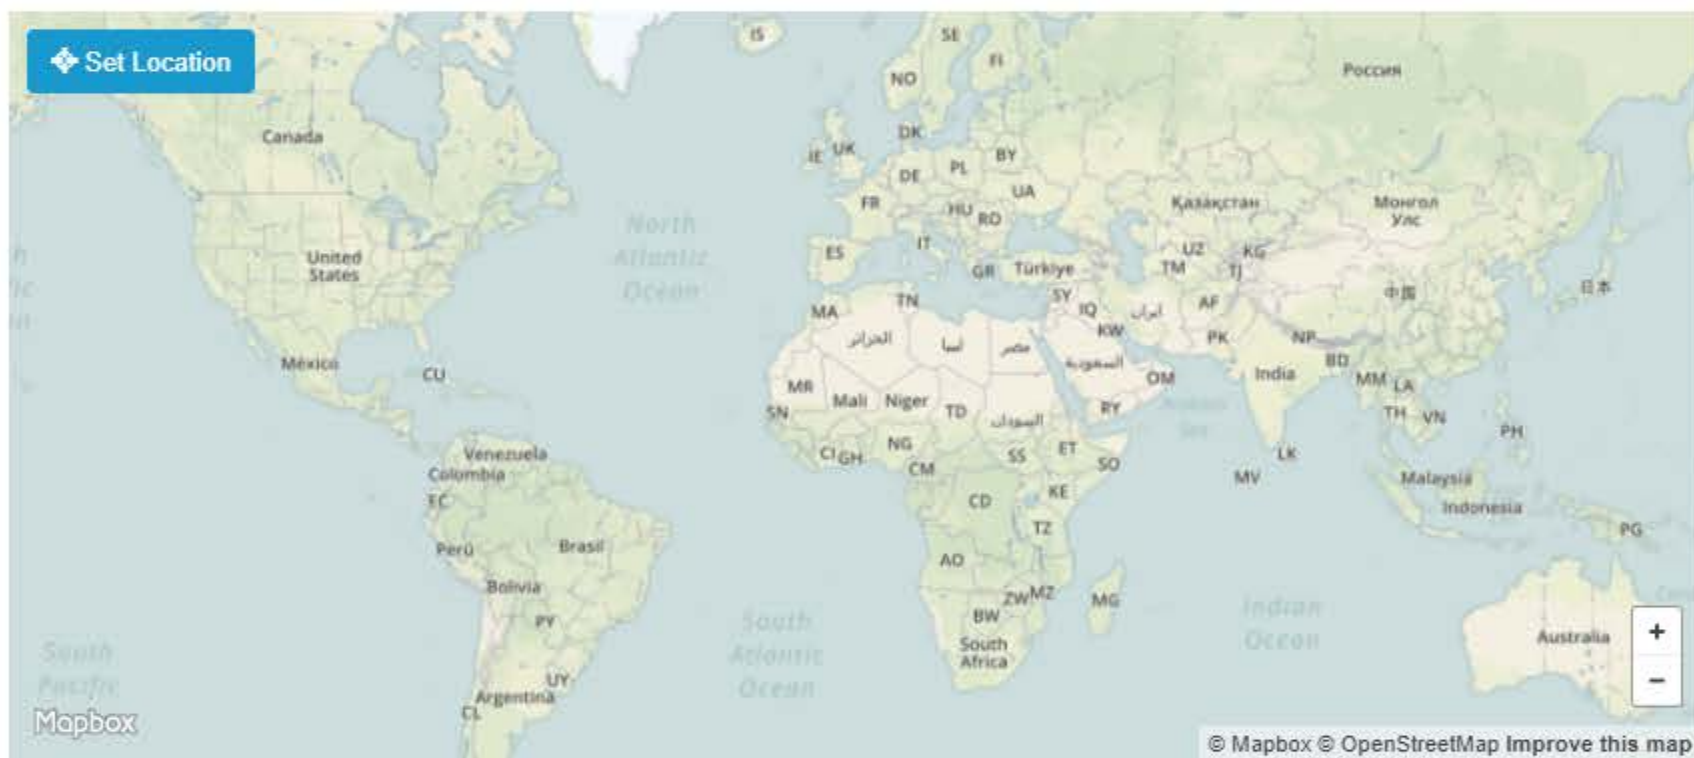 Set Location
IS
SE
FI
NO
Россия
Canada
DK
IE
UK
BY
PL
DE
UA
FR
HU
RO
Қазақстан
Монгол
Улс
North
Atlantic
Ocean
IT
ES
United
States
GR
Türkiye
UZ
KG
TM
TJ
中国
日本
SY
TN
MA
IQ
ايران
AF
KW
PK
NP
الجزائر
ليبيا
مصر
السعودية
México
CU
BD
India
MM
LA
OM
MR
Mali
Niger
TD
RY
SN
السودان
TH
VN
PH
NG
CI
GH
ET
SS
SO
CM
LK
MV
Venezuela
Colombia
EC
Malaysia
Indonesia
CD
KE
TZ
PG
Perú
Brasil
AO
Bolivia
ZW
MZ
MG
BW
PY
South
Africa
South
Atlantic
Ocean
Indian
Ocean
Australia
South
Pacific
UY
Argentina
CL
+
−
Mapbox
© Mapbox © OpenStreetMap Improve this map